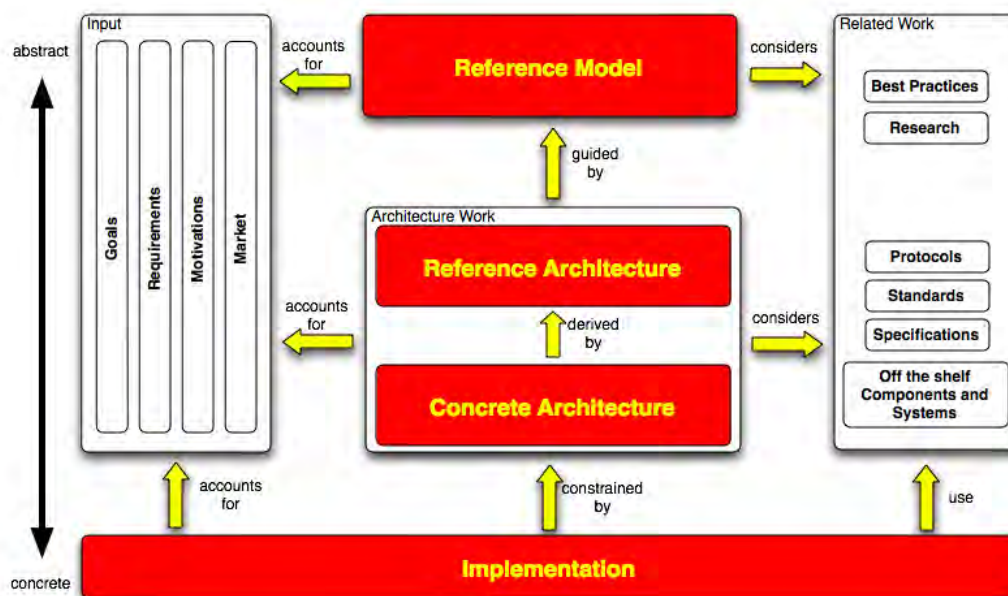 Input
Related Work
abstract
accounts
for
Reference Model
considers
Best Practices
Research
guided
by
Goals
Requirements
Motivations
Market
Architecture Work
Reference Architecture
Protocols
accounts
for
derived
by
considers
Standards
Specifications
Concrete Architecture
Off the shelf
Components and
Systems
accounts
for
constrained
by
use
concrete
Implementation